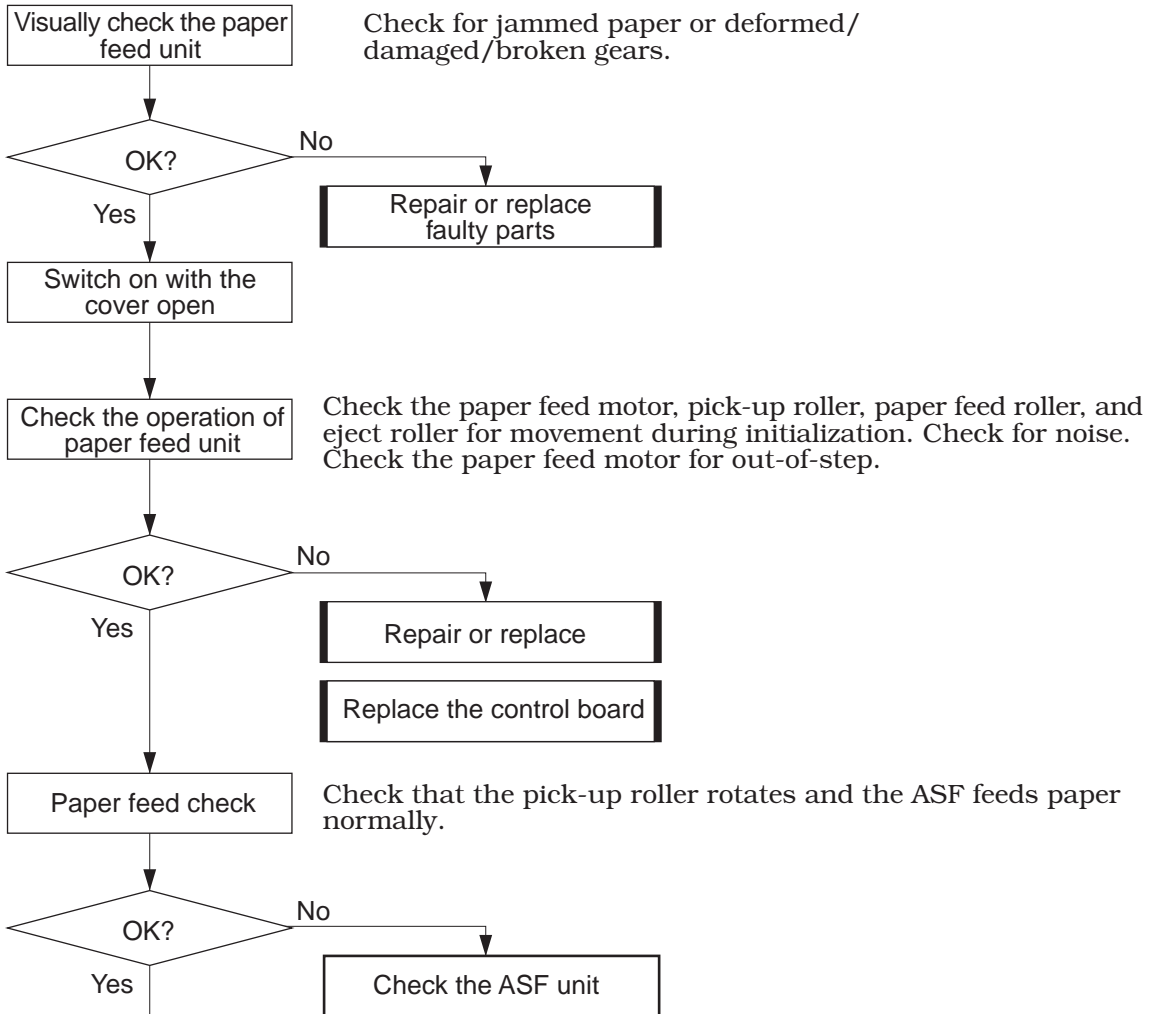 Visually check the paper
feed unit
Check for jammed paper or deformed/
damaged/broken gears.
OK?
No
Yes
Repair or replace
faulty parts
Switch on with the
cover open
Check the operation of
paper feed unit
Check the paper feed motor, pick-up roller, paper feed roller, and
eject roller for movement during initialization. Check for noise.
Check the paper feed motor for out-of-step.
OK?
No
Yes
Repair or replace
Replace the control board
Paper feed check
Check that the pick-up roller rotates and the ASF feeds paper
normally.
OK?
No
Yes
Check the ASF unit